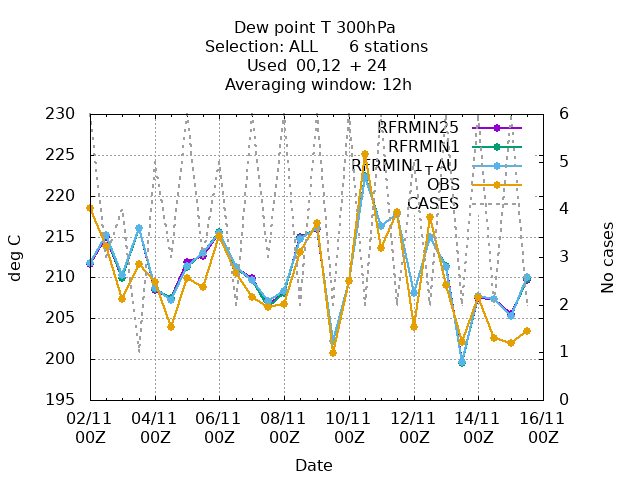 Dew point T 300hPa
Selection: ALL 6 stations
Used 00,12 + 24
Averaging window: 12h
RFRMIN25
RFRMIN1
RFRMIN1_AU
OBS
CASES
deg C
230
225
220
215
210
205
200
195
6
5
4
3
2
1
0
No cases
02/11 04/11 06/11 08/11 10/11 12/11 14/11 16/11
00Z 00Z 00Z 00Z 00Z 00Z 00Z 00Z
Date